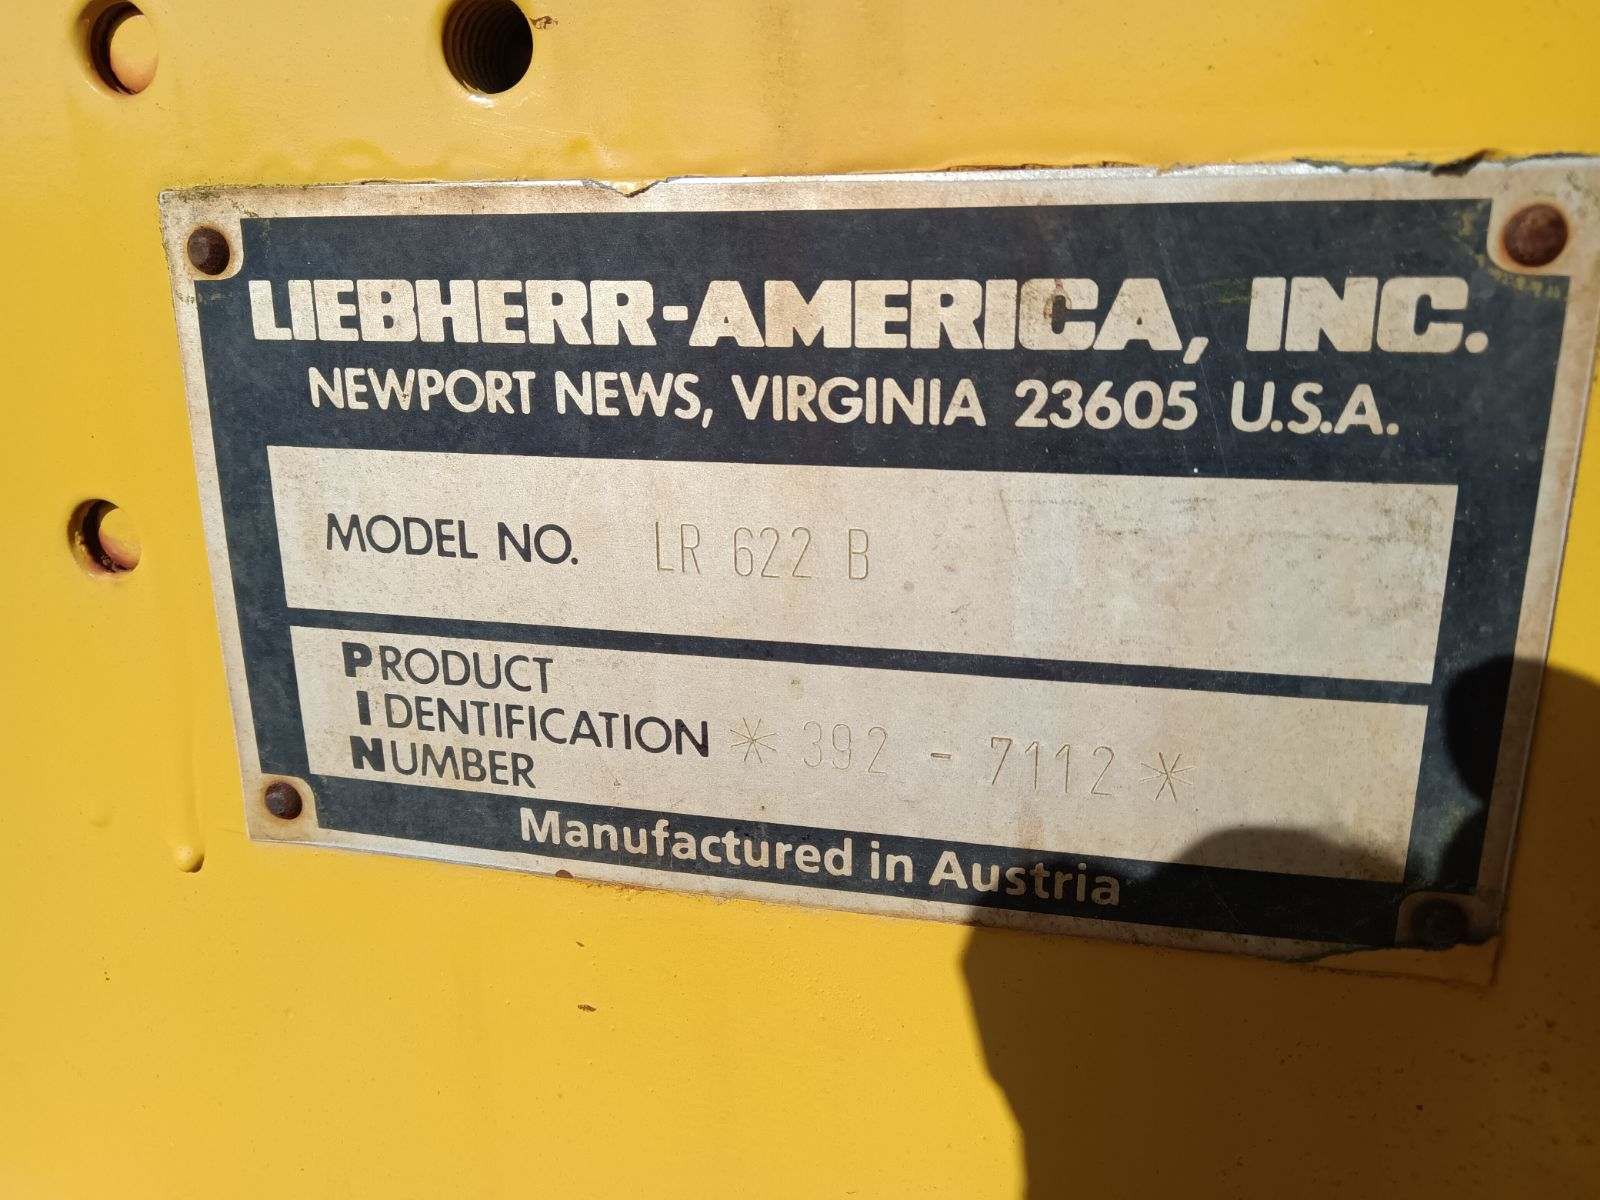 LIEBHERR-AMERICA, INC.
NEWPORT NEWS, VIRGINIA 23605 U.S.A.
MODEL NO. LR 622 B
PRODUCT
IDENTIFICATION * 392 - 7112 *
NUMBER
Manufactured in Austria